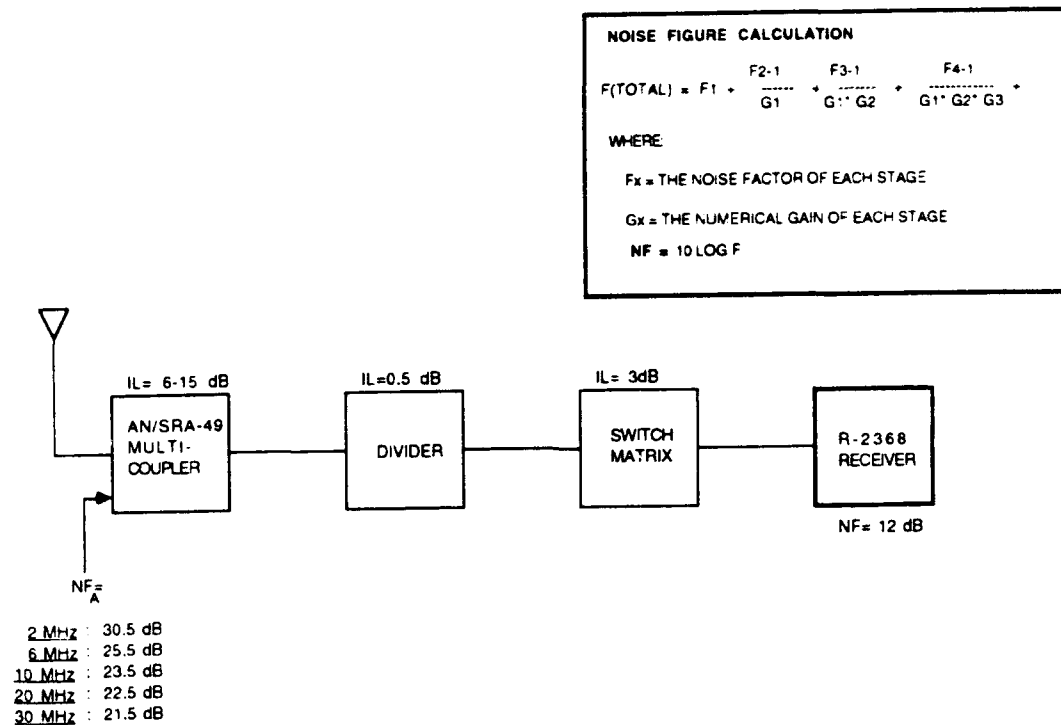 NOISE FIGURE CALCULATION
F2-1 F3-1 F4-1
F(TOTAL) = F1 + ------ + ------- + ----------- +
G1 G1* G2 G1* G2* G3
WHERE:
Fx = THE NOISE FACTOR OF EACH STAGE
Gx = THE NUMERICAL GAIN OF EACH STAGE
NF = 10 LOG F
IL= 6-15 dB
IL=0.5 dB
IL= 3dB
AN/SRA-49
MULTI-
COUPLER
DIVIDER
SWITCH
MATRIX
R-2368
RECEIVER
NF= 12 dB
NF=
A
2 MHz : 30.5 dB
6 MHz : 25.5 dB
10 MHz : 23.5 dB
20 MHz : 22.5 dB
30 MHz : 21.5 dB